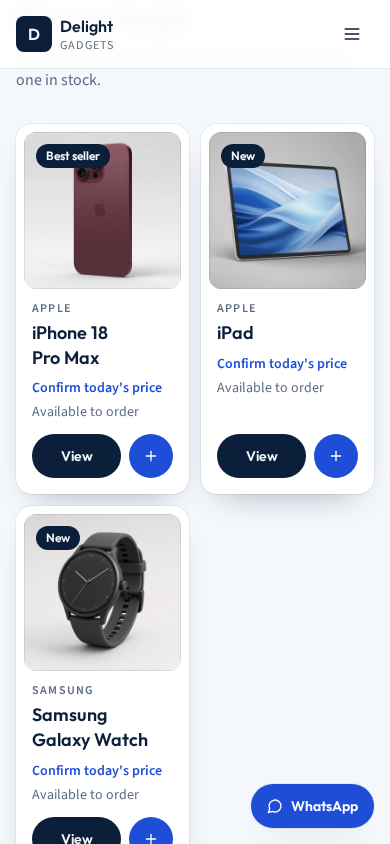 D
Delight
GADGETS
one in stock.
Best seller
APPLE
iPhone 18
Pro Max
Confirm today's price
Available to order
View
+
New
APPLE
iPad
Confirm today's price
Available to order
View
+
New
SAMSUNG
Samsung
Galaxy Watch
Confirm today's price
Available to order
View
+
WhatsApp